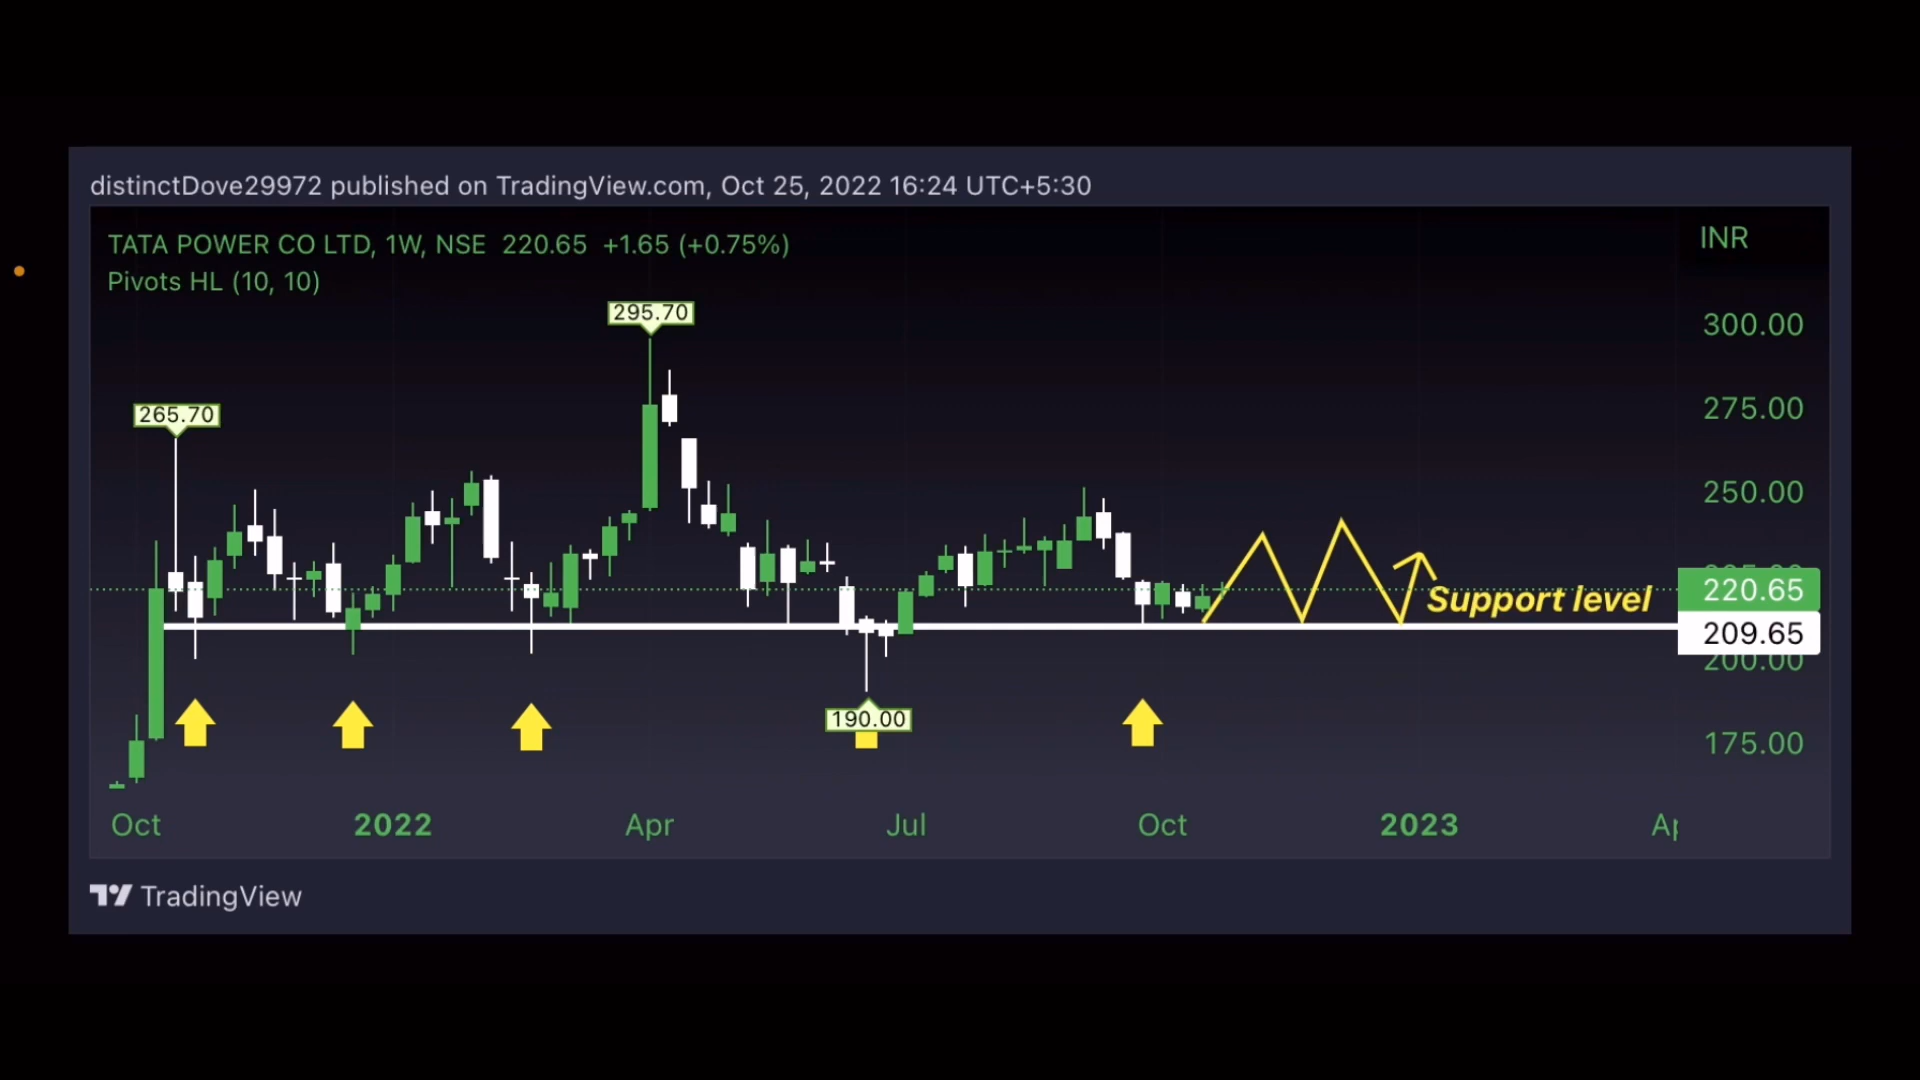 distinctDove29972 published on TradingView.com, Oct 25, 2022 16:24 UTC+5:30
TATA POWER CO LTD, 1W, NSE 220.65 +1.65 (+0.75%)
INR
Pivots HL (10, 10)
295.70
300.00
265.70
275.00
250.00
220.65
Support level
209.65
200.00
190.00
175.00
Oct 2022 Apr Jul Oct 2023
TradingView